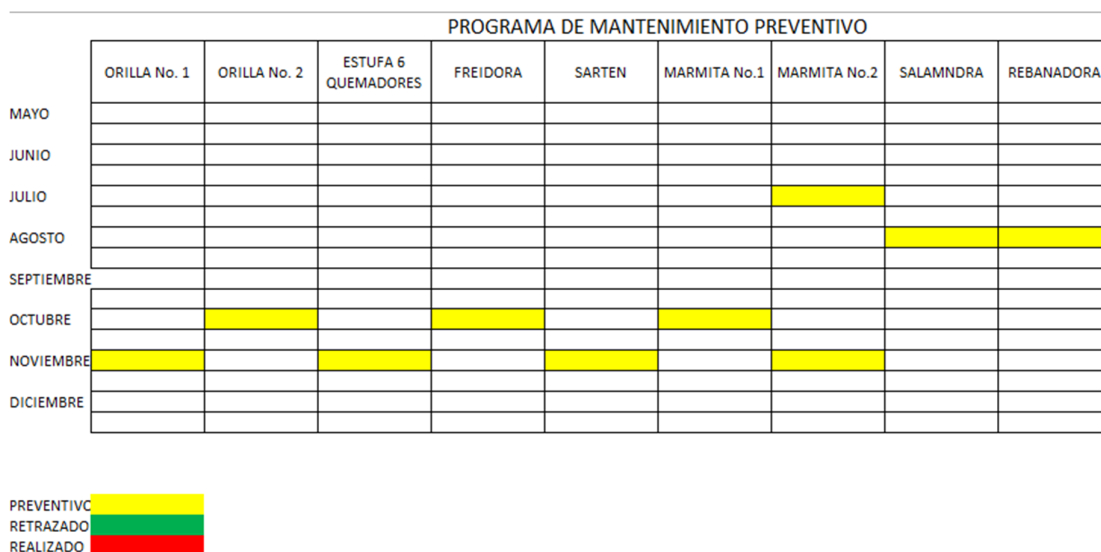 PROGRAMA DE MANTENIMIENTO PREVENTIVO
ORILLA No. 1 ORILLA No. 2 ESTUFA 6 QUEMADORES FREIDORA SARTEN MARMITA No.1 MARMITA No.2 SALAMNDRA REBANADORA
MAYO
JUNIO
JULIO
AGOSTO
SEPTIEMBRE
OCTUBRE
NOVIEMBRE
DICIEMBRE
PREVENTIVO
RETRAZADO
REALIZADO